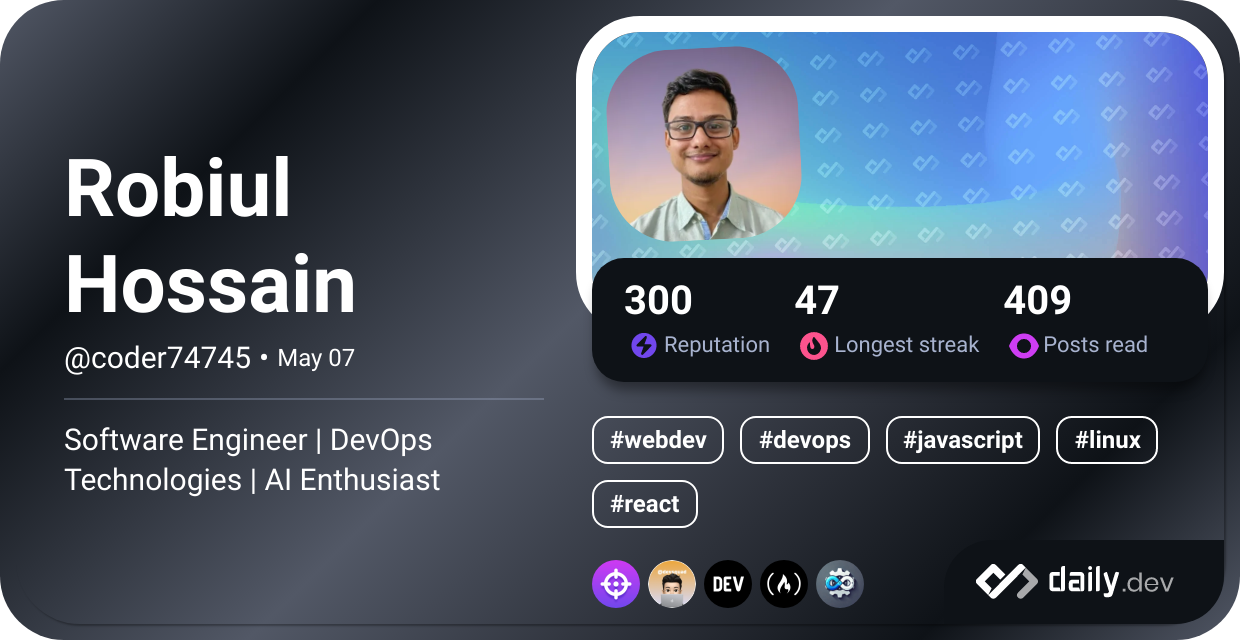 Robiul
Hossain
@coder74745 • May 07
Software Engineer | DevOps
Technologies | AI Enthusiast
300 47 409
Reputation Longest streak Posts read
#webdev #devops #javascript #linux
#react
DEV
daily.dev